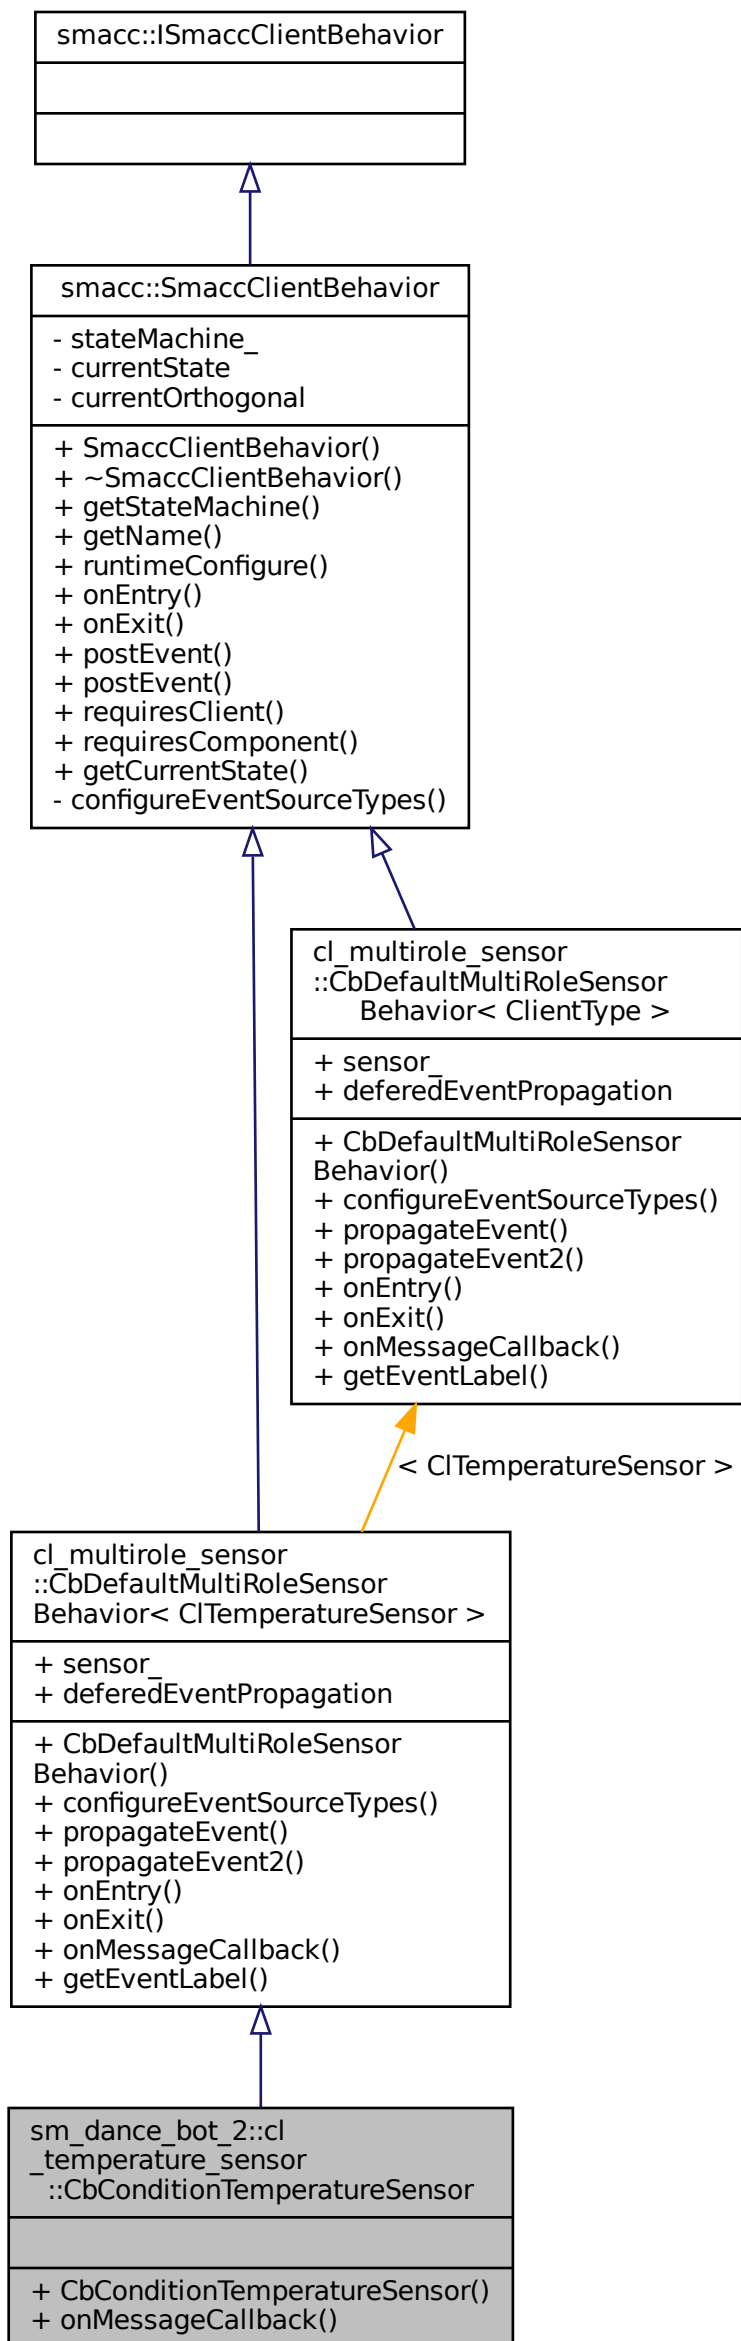 smacc::ISmaccClientBehavior
smacc::SmaccClientBehavior
- stateMachine_
- currentState
- currentOrthogonal
+ SmaccClientBehavior()
+ ~SmaccClientBehavior()
+ getStateMachine()
+ getName()
+ runtimeConfigure()
+ onEntry()
+ onExit()
+ postEvent()
+ postEvent()
+ requiresClient()
+ requiresComponent()
+ getCurrentState()
- configureEventSourceTypes()
cl_multirole_sensor
::CbDefaultMultiRoleSensor
Behavior< ClientType >
+ sensor_
+ deferedEventPropagation
+ CbDefaultMultiRoleSensor
Behavior()
+ configureEventSourceTypes()
+ propagateEvent()
+ propagateEvent2()
+ onEntry()
+ onExit()
+ onMessageCallback()
+ getEventLabel()
< ClTemperatureSensor >
cl_multirole_sensor
::CbDefaultMultiRoleSensor
Behavior< ClTemperatureSensor >
+ sensor_
+ deferedEventPropagation
+ CbDefaultMultiRoleSensor
Behavior()
+ configureEventSourceTypes()
+ propagateEvent()
+ propagateEvent2()
+ onEntry()
+ onExit()
+ onMessageCallback()
+ getEventLabel()
sm_dance_bot_2::cl
_temperature_sensor
::CbConditionTemperatureSensor
+ CbConditionTemperatureSensor()
+ onMessageCallback()